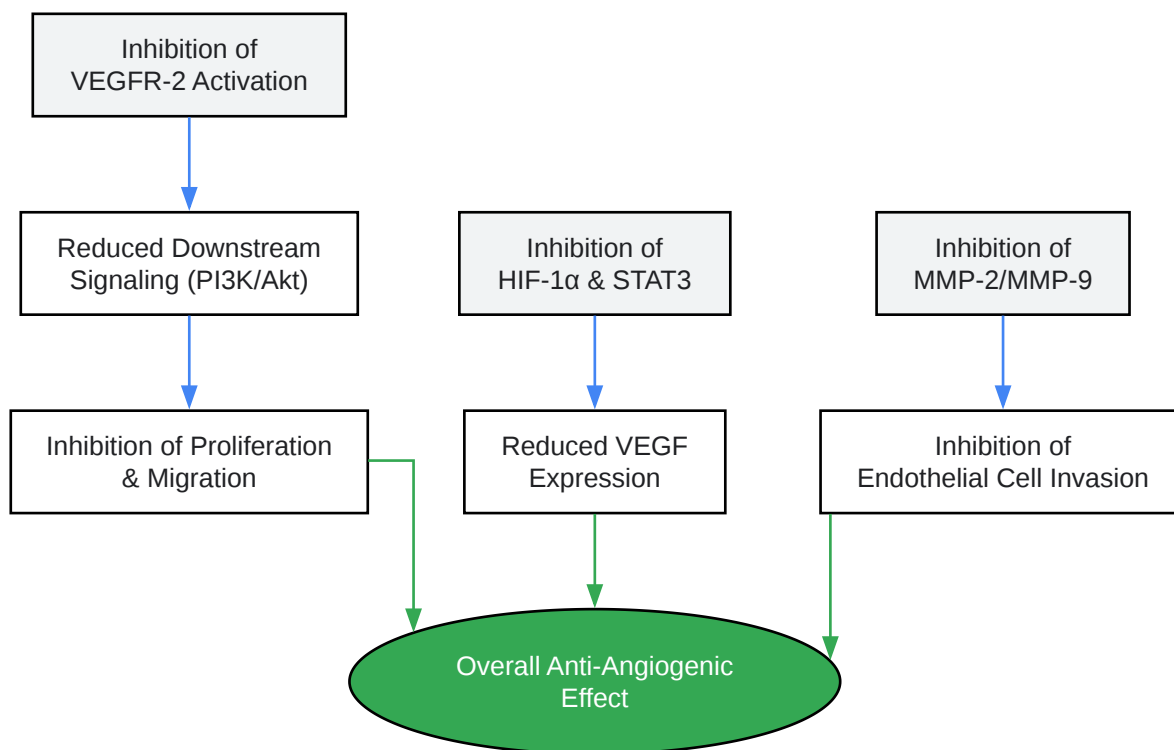 Inhibition of
VEGFR-2 Activation
Reduced Downstream
Signaling (PI3K/Akt)
Inhibition of
HIF-1α & STAT3
Inhibition of
MMP-2/MMP-9
Inhibition of Proliferation
& Migration
Reduced VEGF
Expression
Inhibition of
Endothelial Cell Invasion
Overall Anti-Angiogenic
Effect